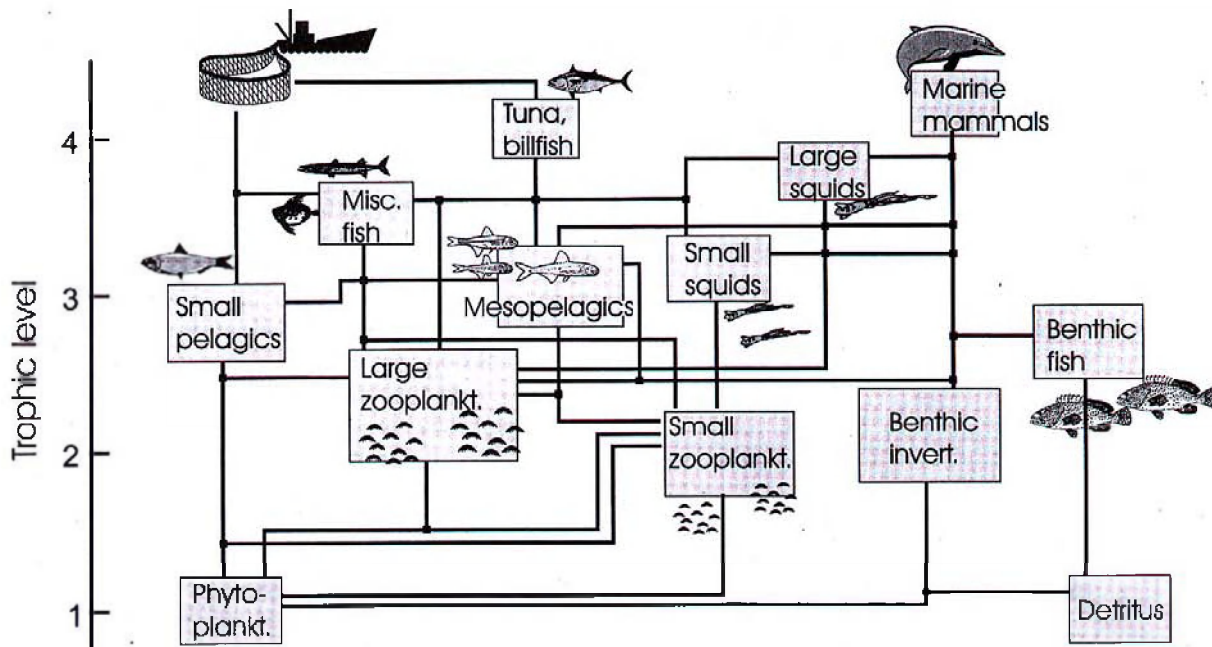 Marine
mammals
Tuna,
billfish
4
Large
squids
Misc.
fish
Small
squids
Trophic level
3
Small
pelagics
Mesopelagics
Benthic
fish
Large
zooplankt.
Small
zooplankt.
Benthic
invert.
2
Phyto-
plankt.
Detritus
1